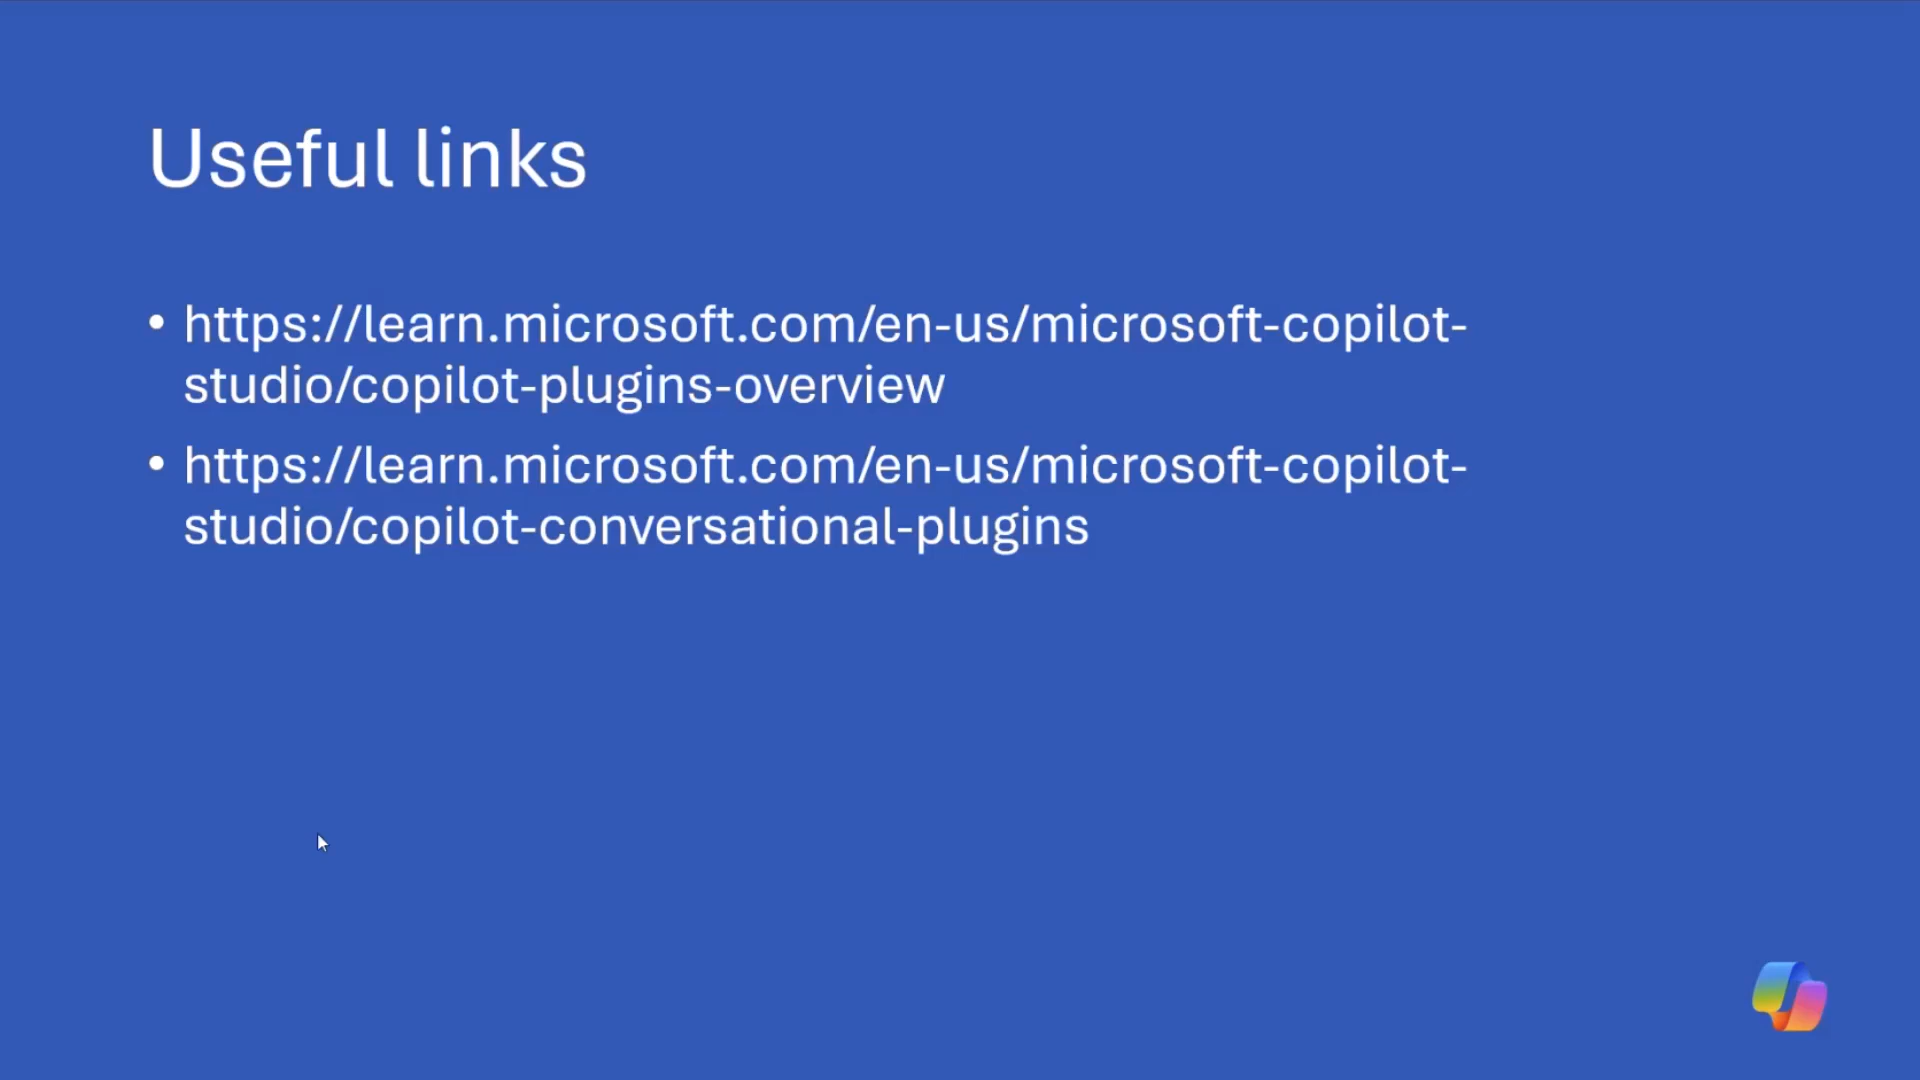 Useful links
• https://learn.microsoft.com/en-us/microsoft-copilot-
studio/copilot-plugins-overview
• https://learn.microsoft.com/en-us/microsoft-copilot-
studio/copilot-conversational-plugins